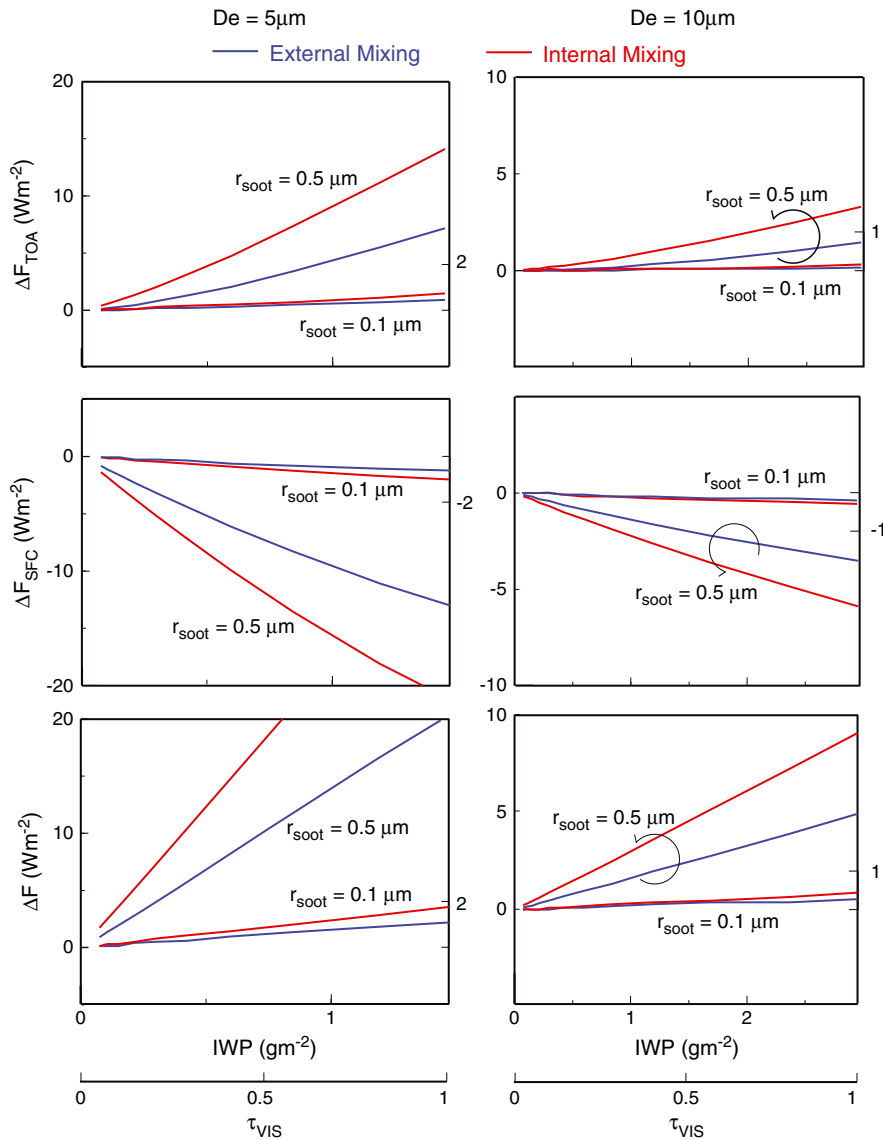 De = 5μm De = 10μm
External Mixing Internal Mixing
20
10
0
ΔF_TOA (Wm⁻²)
r_soot = 0.5 μm
r_soot = 0.1 μm
2
10
5
0
r_soot = 0.5 μm
r_soot = 0.1 μm
1
0
-10
-20
ΔF_SFC (Wm⁻²)
r_soot = 0.1 μm
r_soot = 0.5 μm
-2
0
-5
-10
r_soot = 0.1 μm
r_soot = 0.5 μm
-1
20
10
0
ΔF (Wm⁻²)
r_soot = 0.5 μm
r_soot = 0.1 μm
2
0 1
IWP (gm⁻²)
0 0.5 1
τ_VIS
10
5
0
r_soot = 0.5 μm
r_soot = 0.1 μm
1
0 1 2
IWP (gm⁻²)
0 0.5 1
τ_VIS